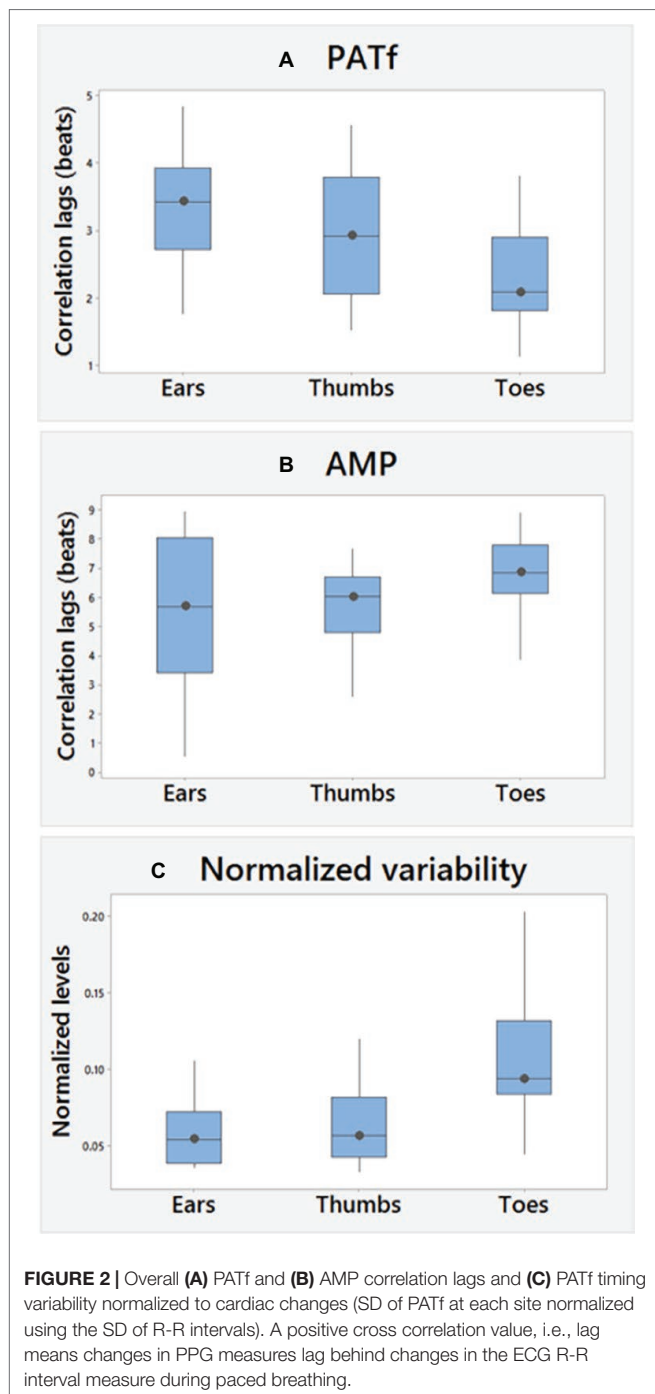 A PATf
Correlation lags (beats)
5
4
3
2
1
Ears Thumbs Toes
B AMP
Correlation lags (beats)
9
8
7
6
5
4
3
2
1
0
Ears Thumbs Toes
C Normalized variability
Normalized levels
0.20
0.15
0.10
0.05
Ears Thumbs Toes
FIGURE 2 | Overall (A) PATf and (B) AMP correlation lags and (C) PATf timing
variability normalized to cardiac changes (SD of PATf at each site normalized
using the SD of R-R intervals). A positive cross correlation value, i.e., lag
means changes in PPG measures lag behind changes in the ECG R-R
interval measure during paced breathing.